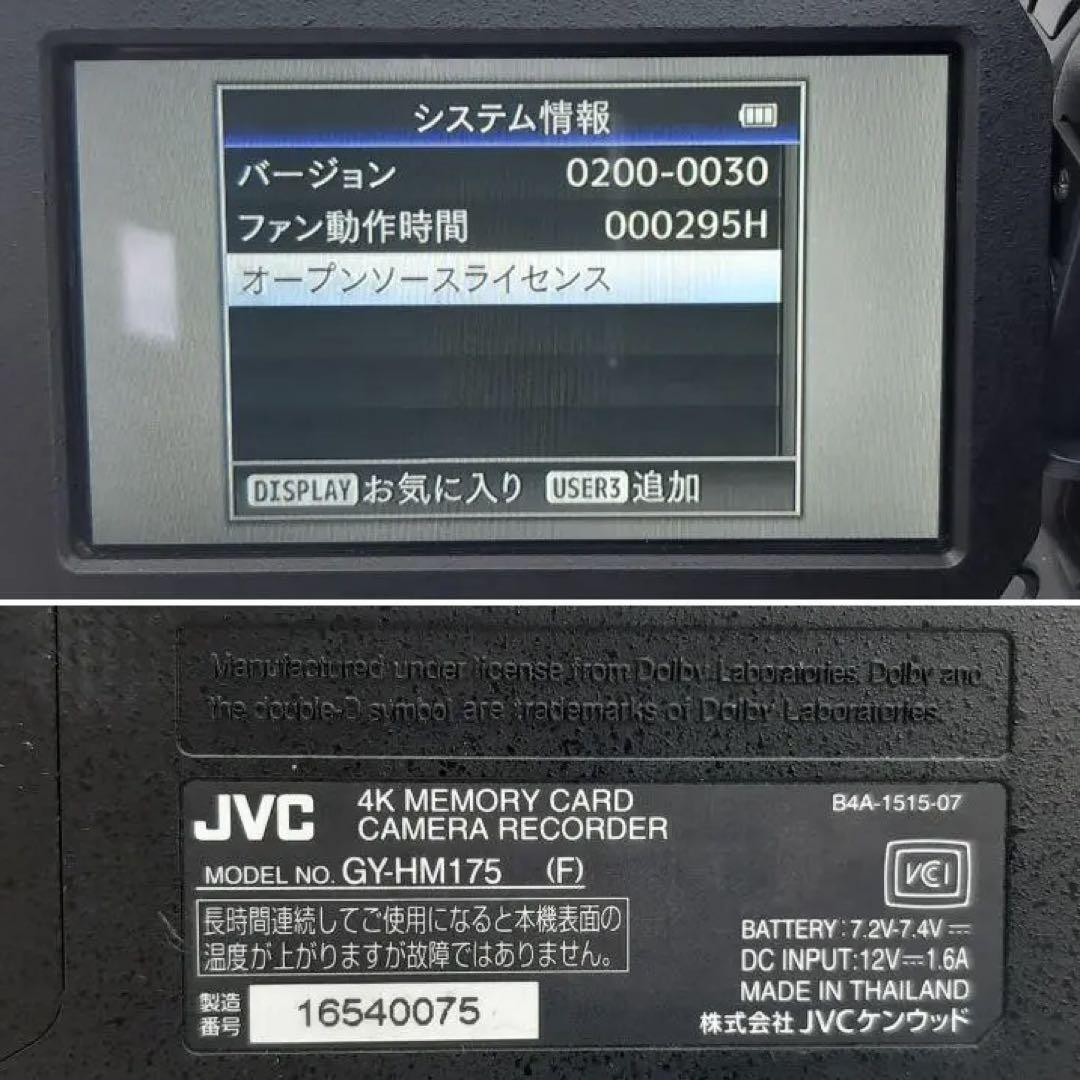 システム情報
バージョン 0200-0030
ファン動作時間 000295H
オープンソースライセンス
DISPLAY お気に入り USER3 追加
Manufactured under license from Dolby Laboratories. Dolby and
the double-D symbol are trademarks of Dolby Laboratories.
JVC 4K MEMORY CARD
CAMERA RECORDER
B4A-1515-07
MODEL NO. GY-HM175 (F)
VCI
長時間連続してご使用になると本機表面の
温度が上がりますが故障ではありません。
BATTERY:7.2V-7.4V⎓
DC INPUT:12V⎓1.6A
MADE IN THAILAND
株式会社JVCケンウッド
製造
番号
16540075